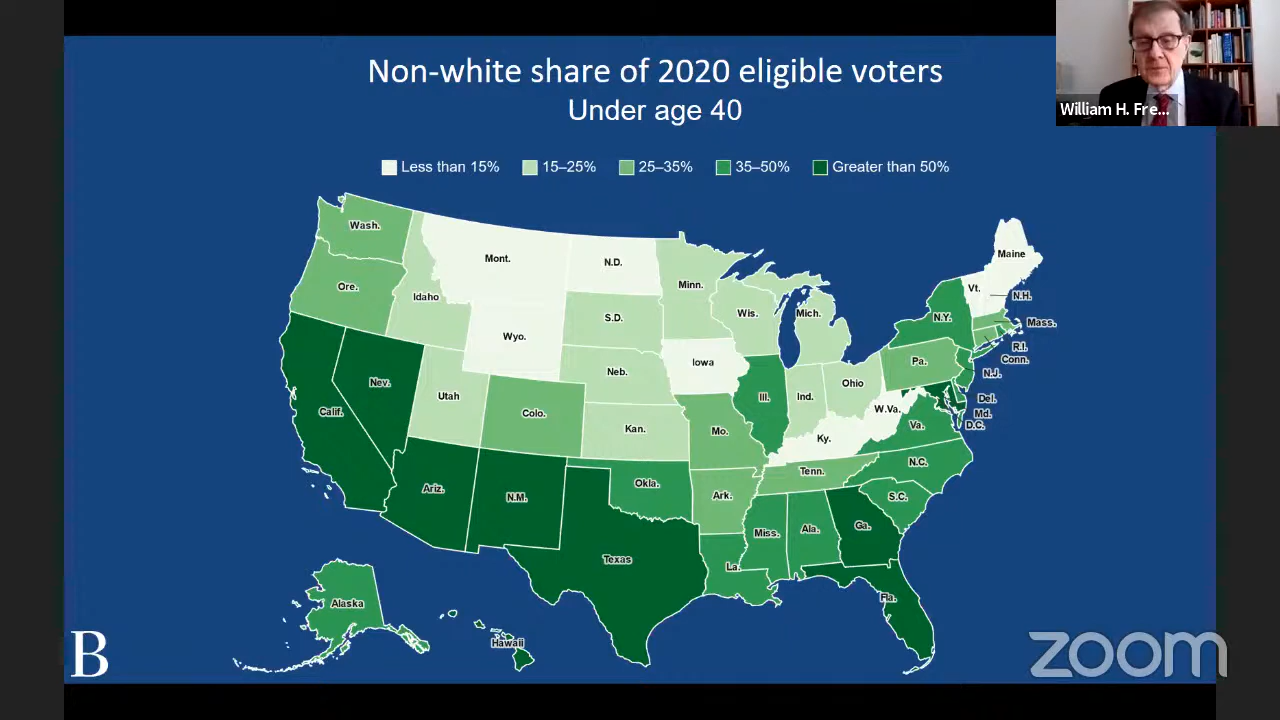 Non-white share of 2020 eligible voters
Under age 40
William H. Fre...
Less than 15% 15–25% 25–35% 35–50% Greater than 50%
Wash.
Mont.
N.D.
Minn.
Maine
Vt.
N.H.
Ore.
Idaho
S.D.
Wis.
Mich.
N.Y.
Mass.
Wyo.
R.I.
Conn.
Iowa
Pa.
N.J.
Nev.
Utah
Neb.
Ohio
Ill.
Ind.
Del.
Calif.
Colo.
Kan.
Mo.
W.Va.
Md.
D.C.
Va.
Ky.
N.C.
Tenn.
Ariz.
N.M.
Okla.
Ark.
S.C.
Miss.
Ala.
Ga.
Texas
La.
Fla.
Alaska
Hawaii
B
zoom